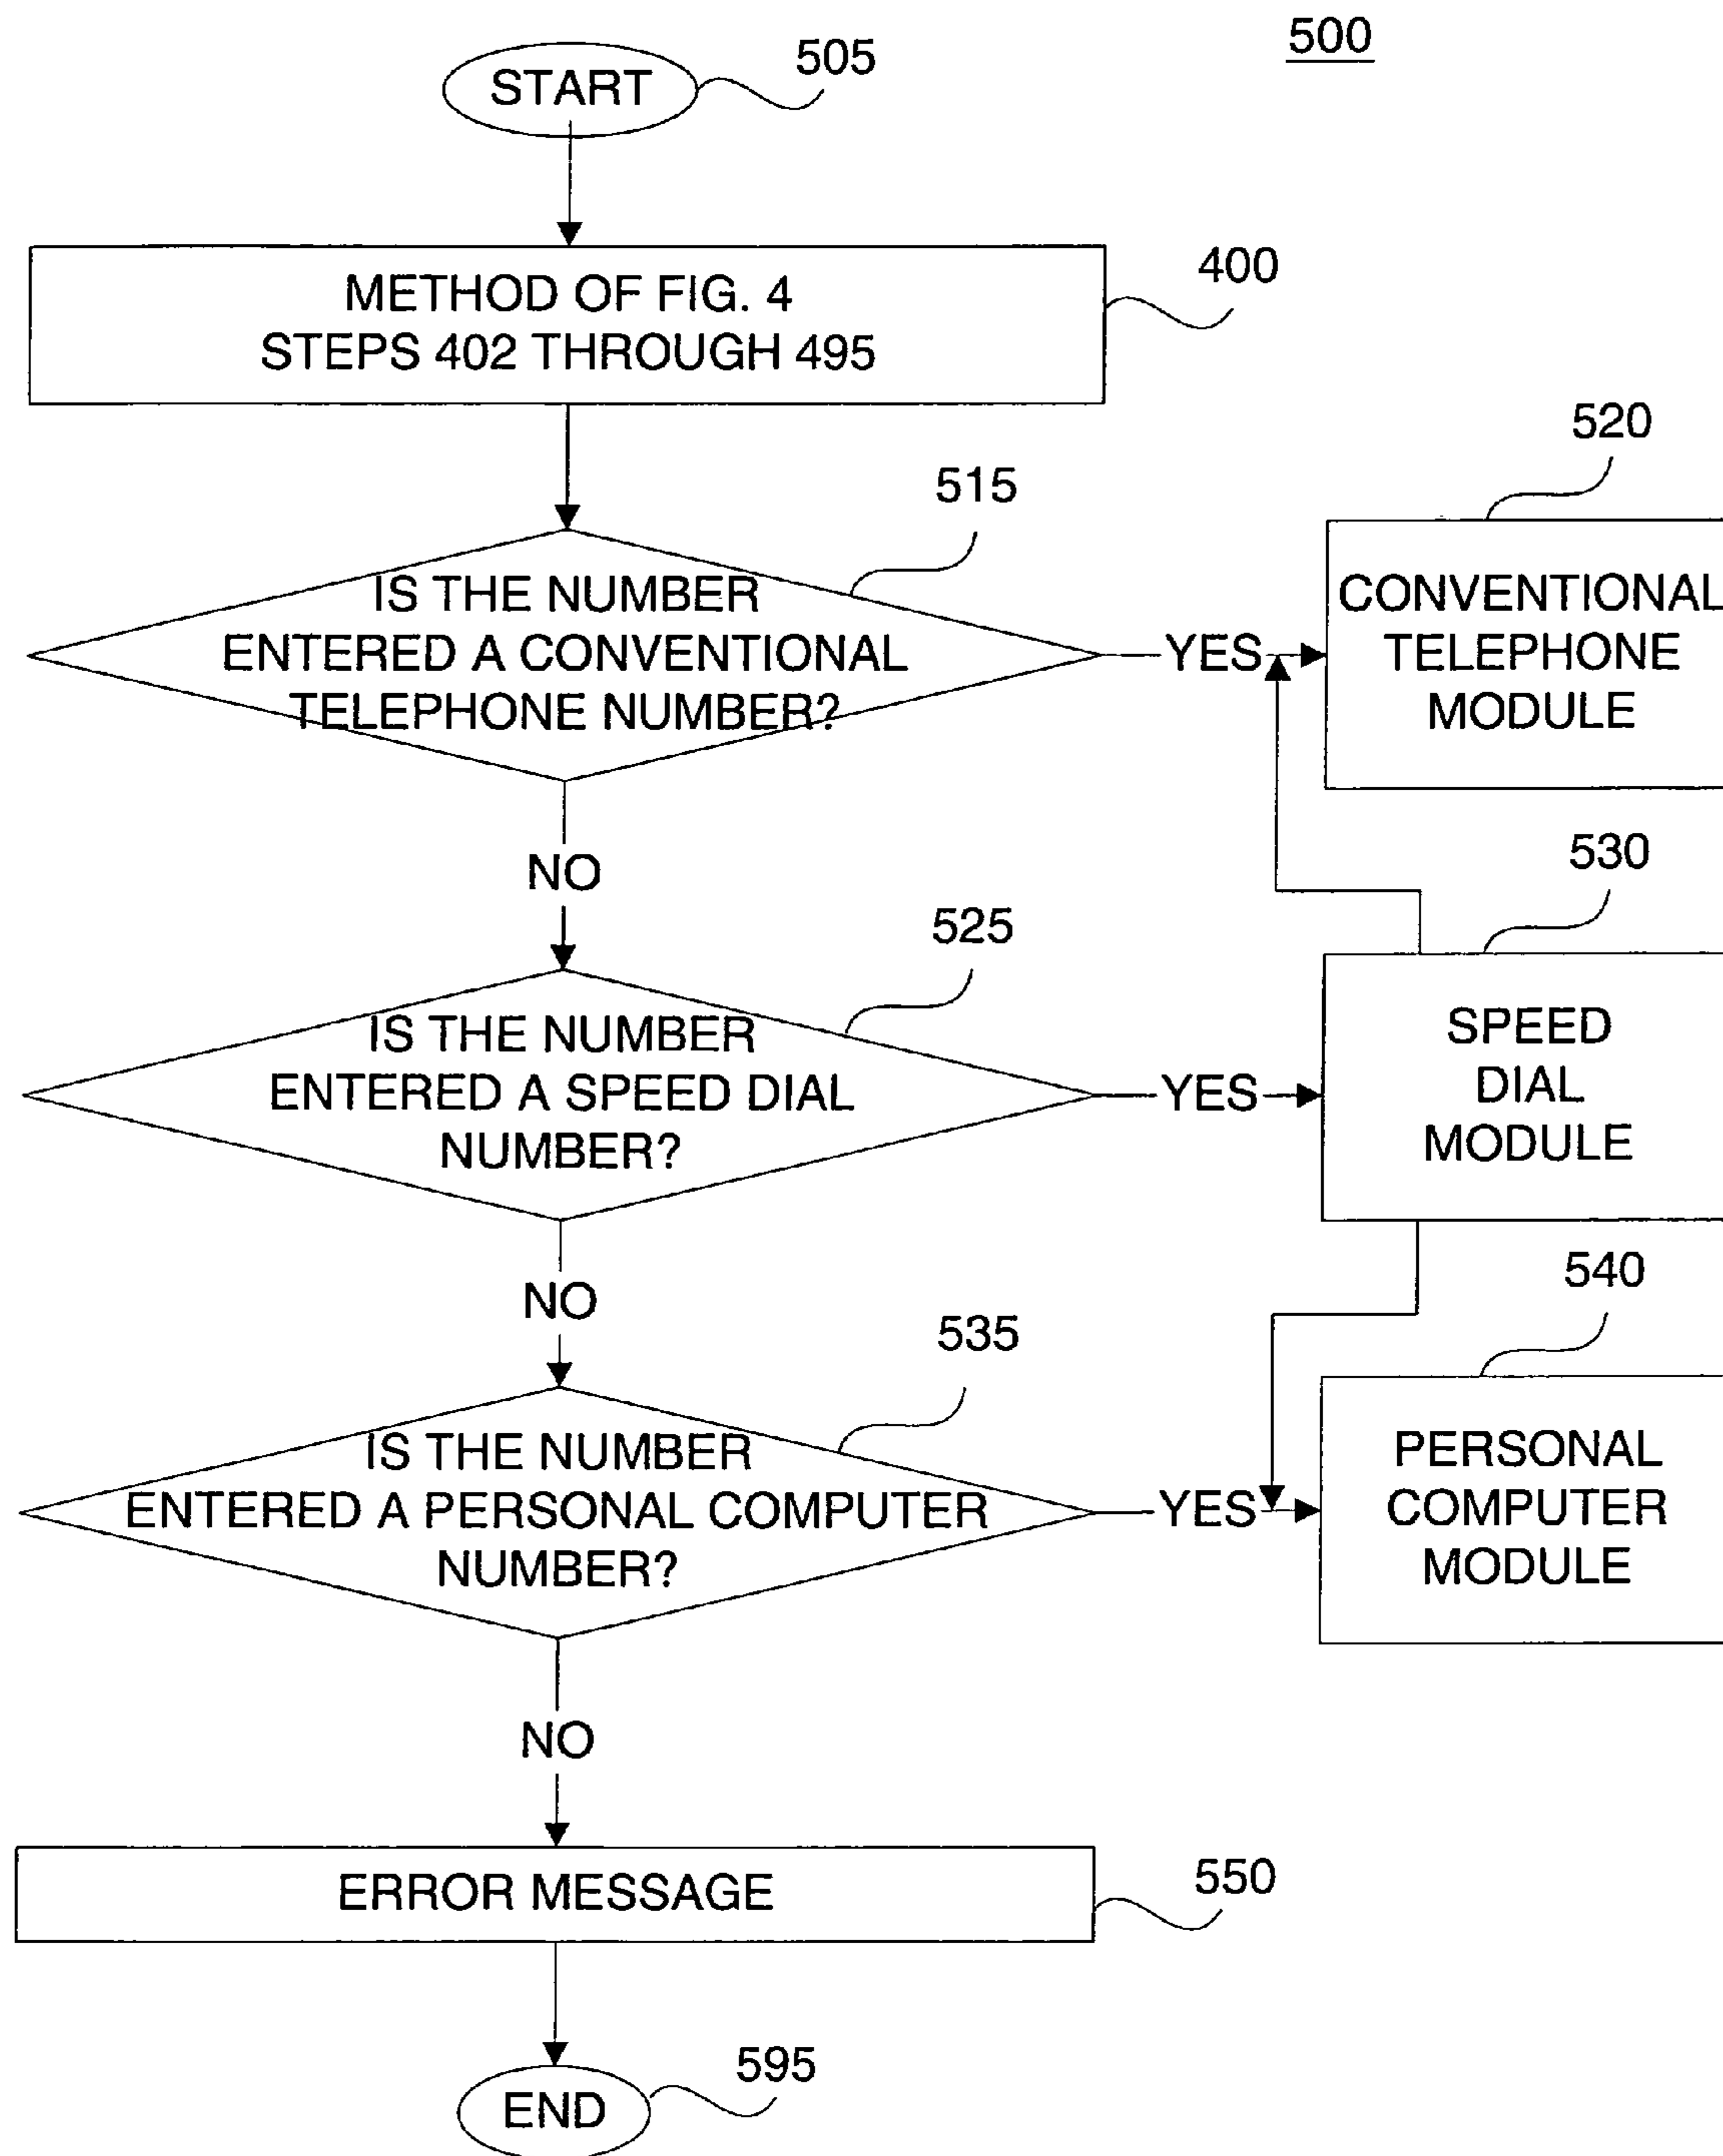 500
START
505
METHOD OF FIG. 4
STEPS 402 THROUGH 495
400
IS THE NUMBER
ENTERED A CONVENTIONAL
TELEPHONE NUMBER?
515
YES
CONVENTIONAL
TELEPHONE
MODULE
520
NO
IS THE NUMBER
ENTERED A SPEED DIAL
NUMBER?
525
YES
SPEED
DIAL
MODULE
530
NO
IS THE NUMBER
ENTERED A PERSONAL COMPUTER
NUMBER?
535
YES
PERSONAL
COMPUTER
MODULE
540
NO
ERROR MESSAGE
550
END
595